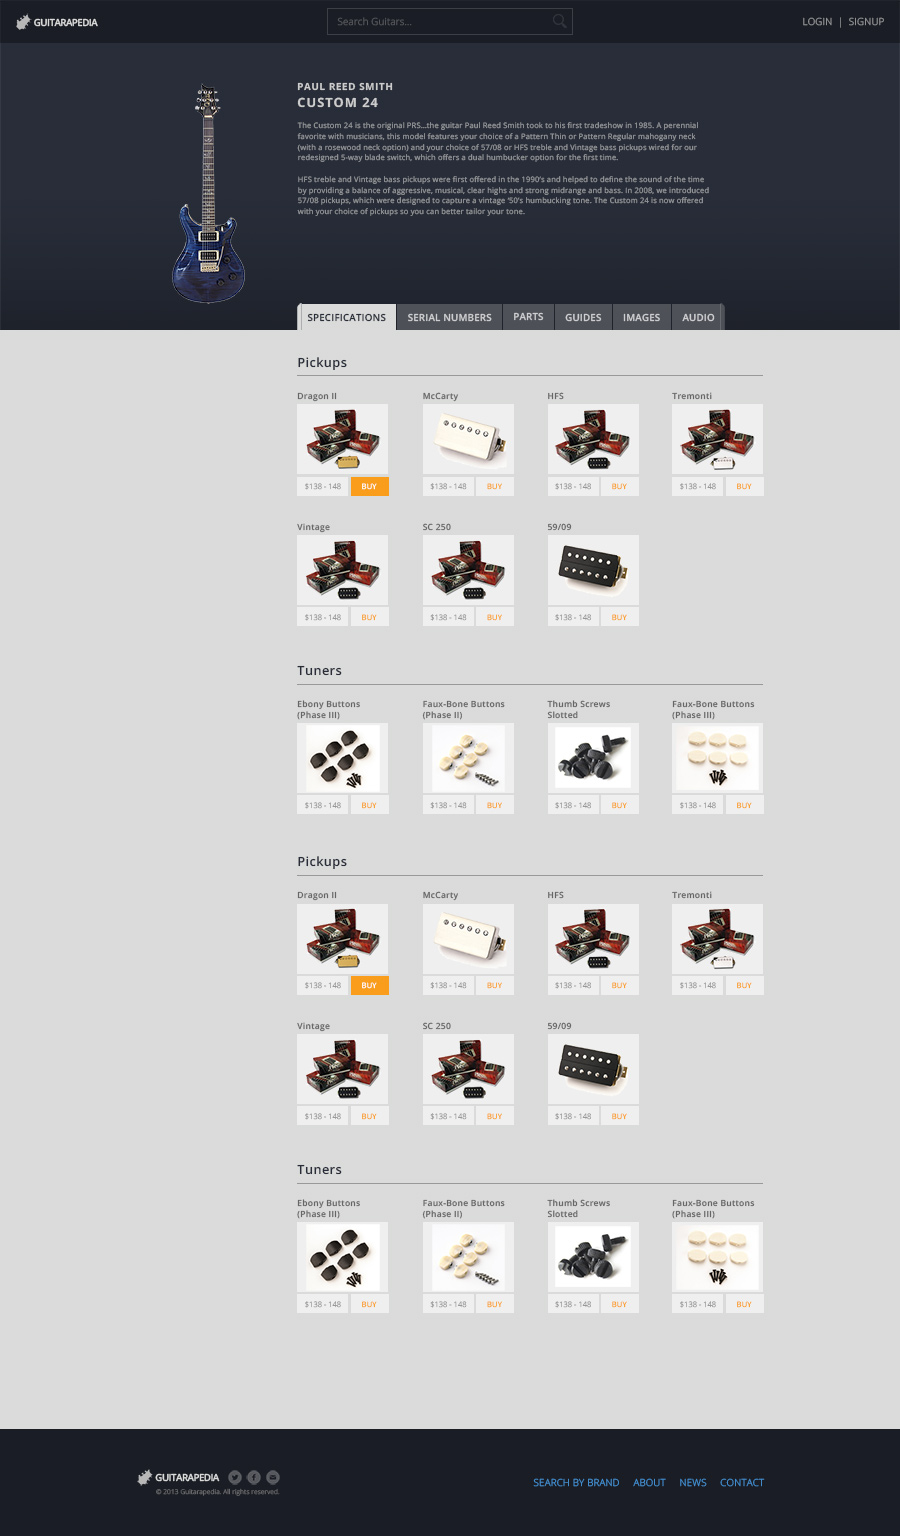 GUITARAPEDIA
Search Guitars...
LOGIN | SIGNUP
PAUL REED SMITH
CUSTOM 24
The Custom 24 is the original PRS...the guitar Paul Reed Smith took to his first tradeshow in 1985. A perennial
favorite with musicians, this model features your choice of a Pattern Thin or Pattern Regular mahogany neck
(with a rosewood neck option) and your choice of 57/08 or HFS treble and Vintage bass pickups wired for our
redesigned 5-way blade switch, which offers a dual humbucker option for the first time.
HFS treble and Vintage bass pickups were first offered in the 1990's and helped to define the sound of the time
by providing a balance of aggressive, musical, clear highs and strong midrange and bass. In 2008, we introduced
57/08 pickups, which were designed to capture a vintage '50's humbucking tone. The Custom 24 is now offered
with your choice of pickups so you can better tailor your tone.
SPECIFICATIONS SERIAL NUMBERS PARTS GUIDES IMAGES AUDIO
Pickups
Dragon II McCarty HFS Tremonti
$138 - 148 BUY $138 - 148 BUY $138 - 148 BUY $138 - 148 BUY
Vintage SC 250 59/09
$138 - 148 BUY $138 - 148 BUY $138 - 148 BUY
Tuners
Ebony Buttons Faux-Bone Buttons Thumb Screws Faux-Bone Buttons
(Phase III) (Phase II) Slotted (Phase III)
$138 - 148 BUY $138 - 148 BUY $138 - 148 BUY $138 - 148 BUY
Pickups
Dragon II McCarty HFS Tremonti
$138 - 148 BUY $138 - 148 BUY $138 - 148 BUY $138 - 148 BUY
Vintage SC 250 59/09
$138 - 148 BUY $138 - 148 BUY $138 - 148 BUY
Tuners
Ebony Buttons Faux-Bone Buttons Thumb Screws Faux-Bone Buttons
(Phase III) (Phase II) Slotted (Phase III)
$138 - 148 BUY $138 - 148 BUY $138 - 148 BUY $138 - 148 BUY
GUITARAPEDIA
© 2013 Guitarapedia. All rights reserved.
SEARCH BY BRAND ABOUT NEWS CONTACT